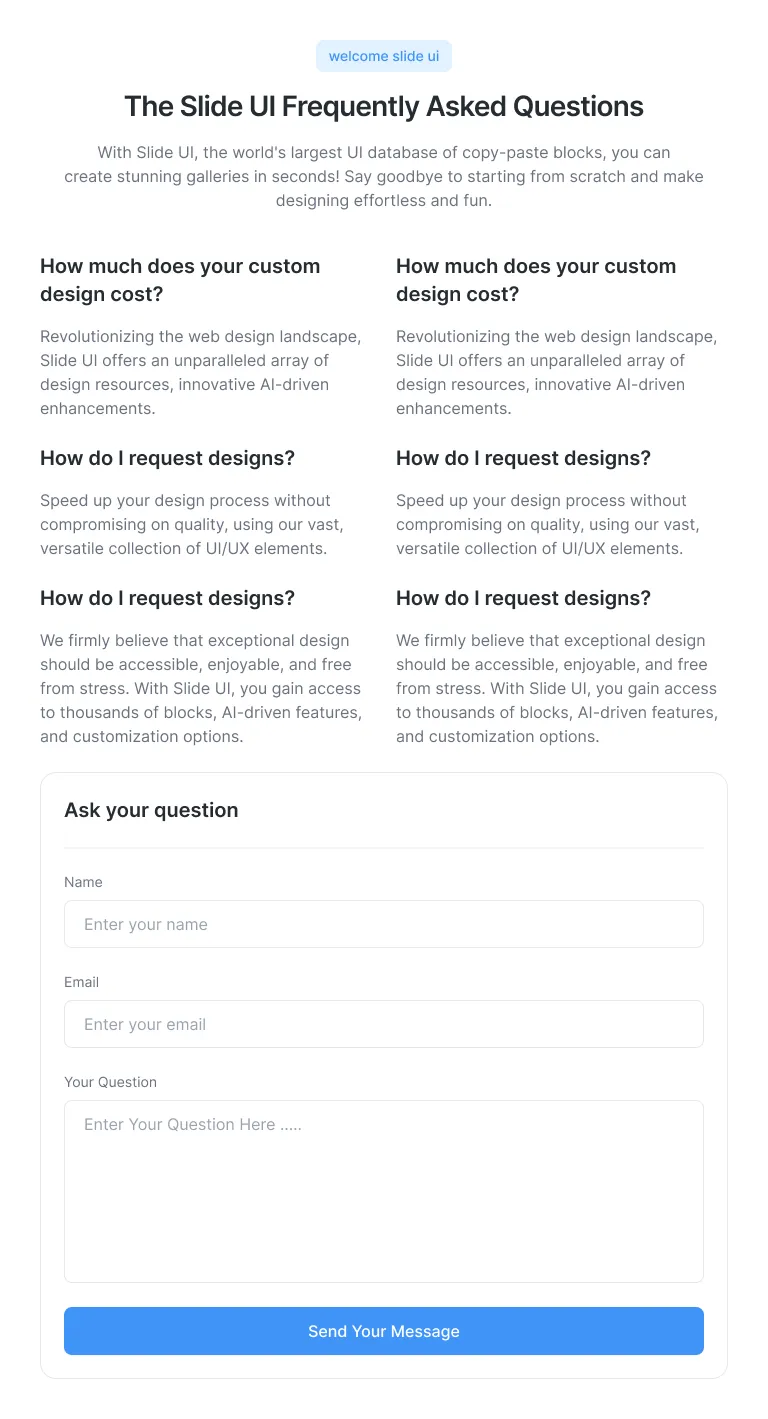 welcome slide ui
The Slide UI Frequently Asked Questions
With Slide UI, the world's largest UI database of copy-paste blocks, you can
create stunning galleries in seconds! Say goodbye to starting from scratch and make
designing effortless and fun.
How much does your custom
design cost?
Revolutionizing the web design landscape,
Slide UI offers an unparalleled array of
design resources, innovative AI-driven
enhancements.
How do I request designs?
Speed up your design process without
compromising on quality, using our vast,
versatile collection of UI/UX elements.
How do I request designs?
We firmly believe that exceptional design
should be accessible, enjoyable, and free
from stress. With Slide UI, you gain access
to thousands of blocks, AI-driven features,
and customization options.
How much does your custom
design cost?
Revolutionizing the web design landscape,
Slide UI offers an unparalleled array of
design resources, innovative AI-driven
enhancements.
How do I request designs?
Speed up your design process without
compromising on quality, using our vast,
versatile collection of UI/UX elements.
How do I request designs?
We firmly believe that exceptional design
should be accessible, enjoyable, and free
from stress. With Slide UI, you gain access
to thousands of blocks, AI-driven features,
and customization options.
Ask your question
Name
Enter your name
Email
Enter your email
Your Question
Enter Your Question Here .....
Send Your Message